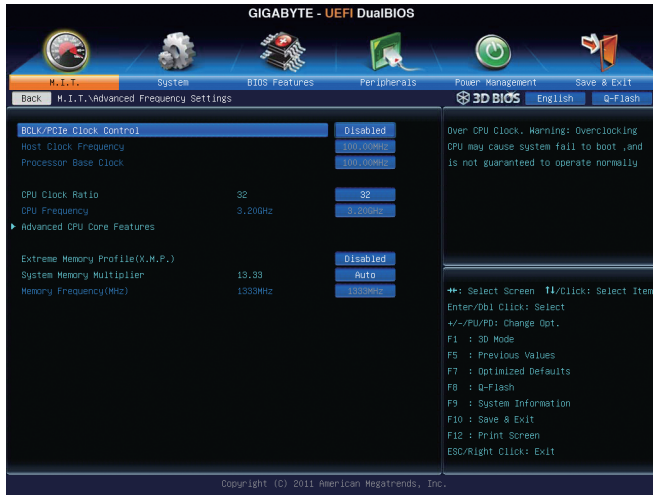 GIGABYTE - UEFI DualBIOS
M.I.T. System BIOS Features Peripherals Power Management Save & Exit
Back M.I.T.\Advanced Frequency Settings 3D BIOS English Q-Flash
BCLK/PCIe Clock Control Disabled
Host Clock Frequency 100.00MHz
Processor Base Clock 100.00MHz
CPU Clock Ratio 32 32
CPU Frequency 3.20GHz 3.20GHz
Advanced CPU Core Features
Extreme Memory Profile(X.M.P.) Disabled
System Memory Multiplier 13.33 Auto
Memory Frequency(MHz) 1333MHz 1333MHz
Over CPU Clock. Warning: Overclocking
CPU may cause system fail to boot ,and
is not guaranteed to operate normally
→←: Select Screen ↑↓/Click: Select Item
Enter/Dbl Click: Select
+/-/PU/PD: Change Opt.
F1 : 3D Mode
F5 : Previous Values
F7 : Optimized Defaults
F8 : Q-Flash
F9 : System Information
F10 : Save & Exit
F12 : Print Screen
ESC/Right Click: Exit
Copyright (C) 2011 American Megatrends, Inc.